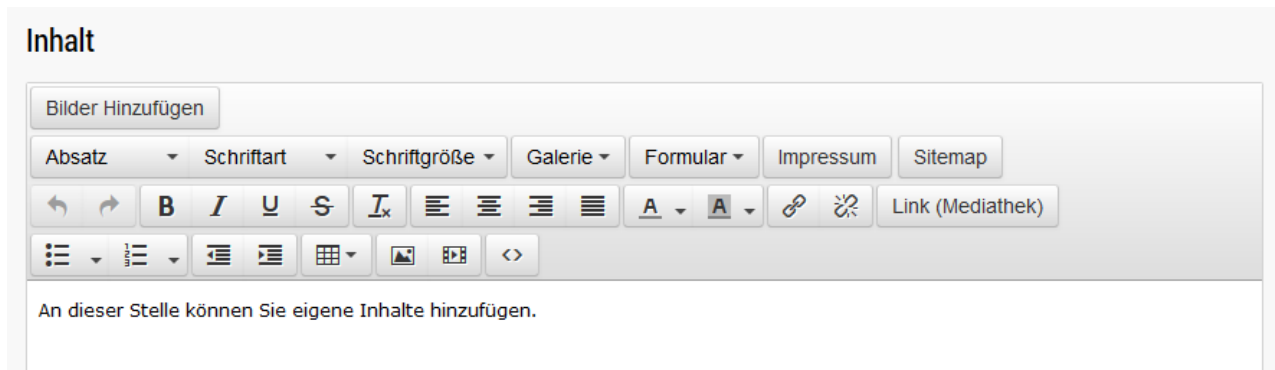 Inhalt
Bilder Hinzufügen
Absatz Schriftart Schriftgröße Galerie Formular Impressum Sitemap
B I U S Ix A A Link (Mediathek)
An dieser Stelle können Sie eigene Inhalte hinzufügen.